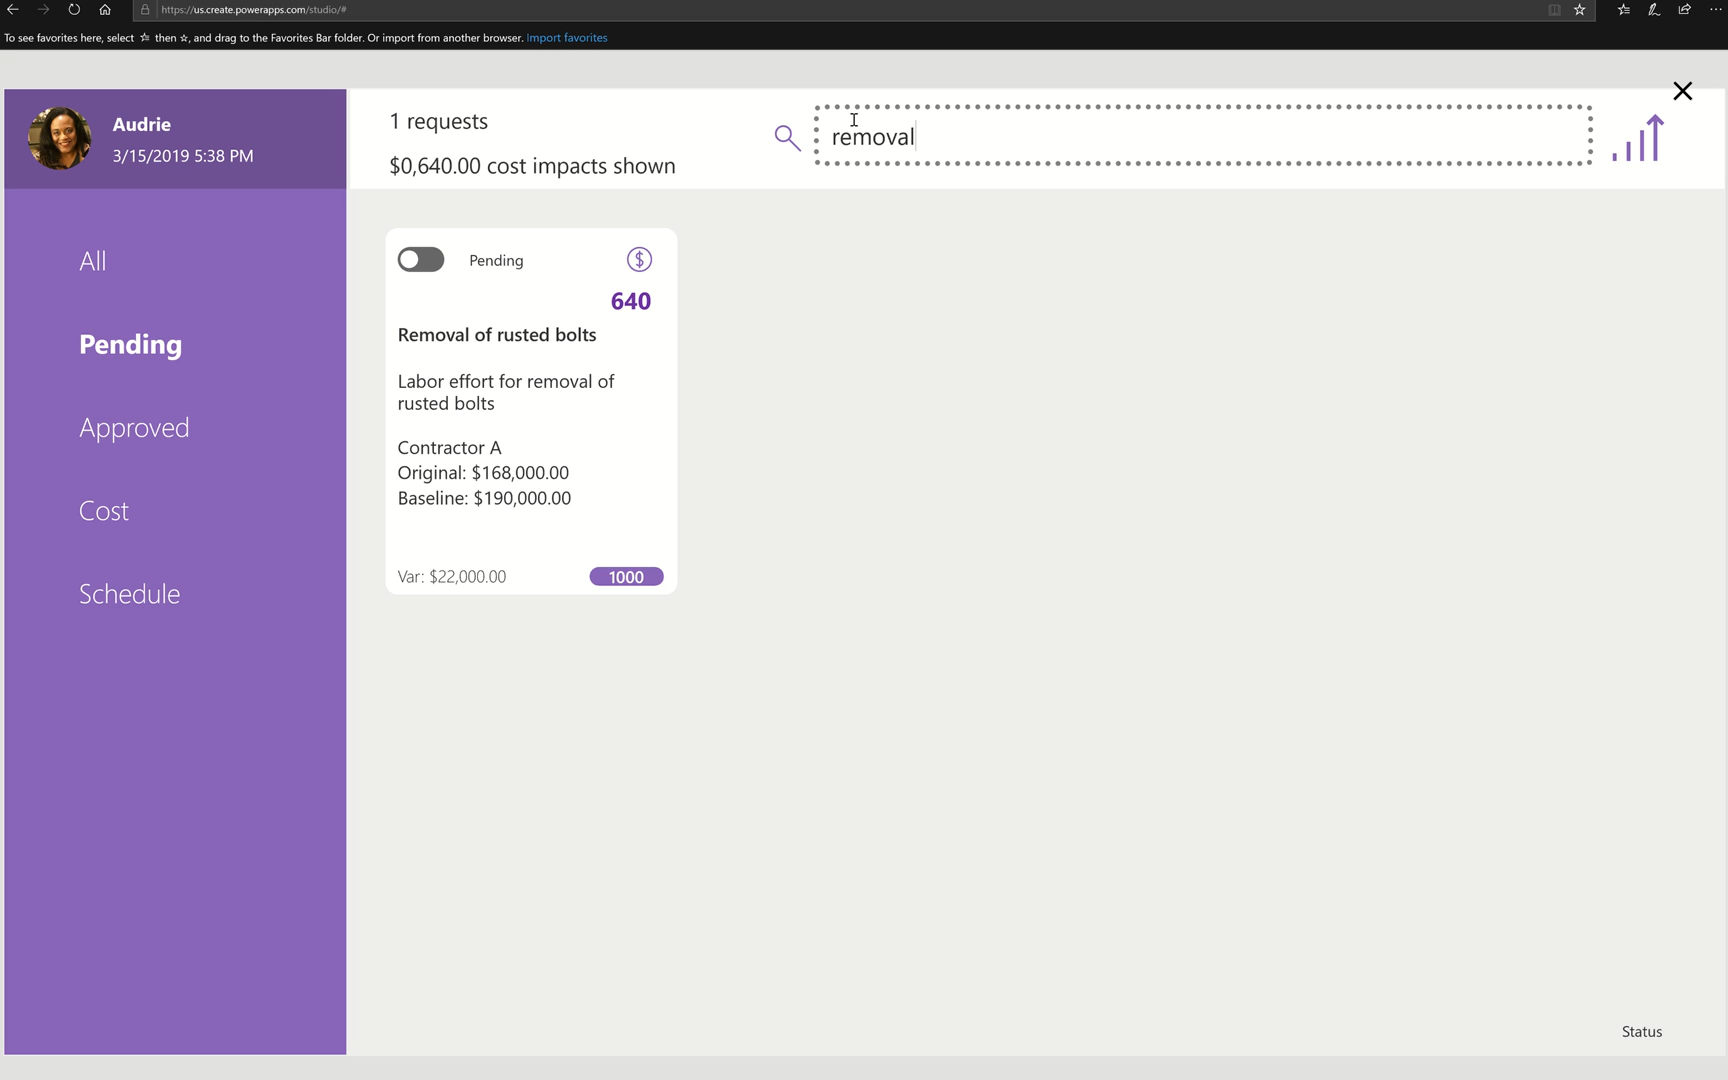 https://us.create.powerapps.com/studio/#
To see favorites here, select then ☆, and drag to the Favorites Bar folder. Or import from another browser. Import favorites
Audrie
3/15/2019 5:38 PM
1 requests
$0,640.00 cost impacts shown
removal
All
Pending
Approved
Cost
Schedule
Pending
$
640
Removal of rusted bolts
Labor effort for removal of
rusted bolts
Contractor A
Original: $168,000.00
Baseline: $190,000.00
Var: $22,000.00
1000
Status